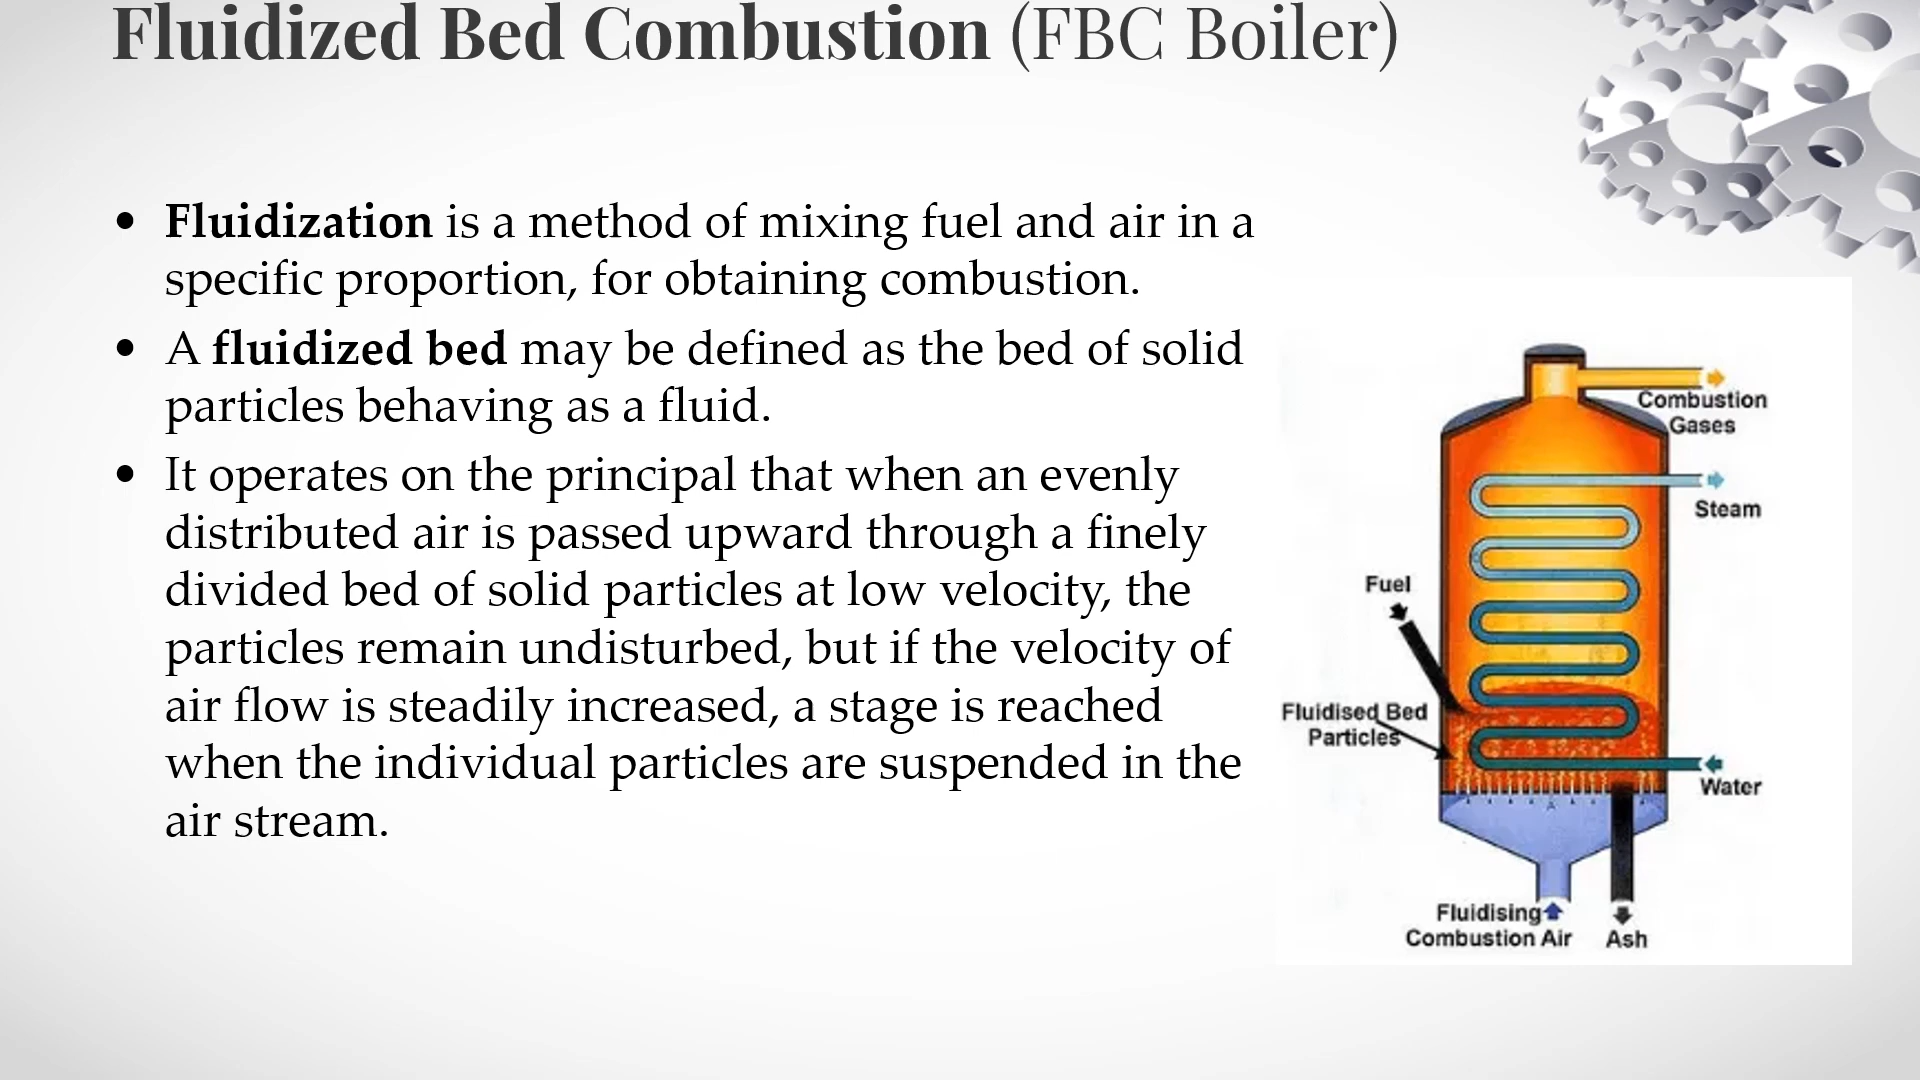 Fluidized Bed Combustion (FBC Boiler)
• Fluidization is a method of mixing fuel and air in a
specific proportion, for obtaining combustion.
• A fluidized bed may be defined as the bed of solid
particles behaving as a fluid.
• It operates on the principal that when an evenly
distributed air is passed upward through a finely
divided bed of solid particles at low velocity, the
particles remain undisturbed, but if the velocity of
air flow is steadily increased, a stage is reached
when the individual particles are suspended in the
air stream.
Combustion
Gases
Steam
Fuel
Fluidised Bed
Particles
Water
Fluidising
Combustion Air
Ash